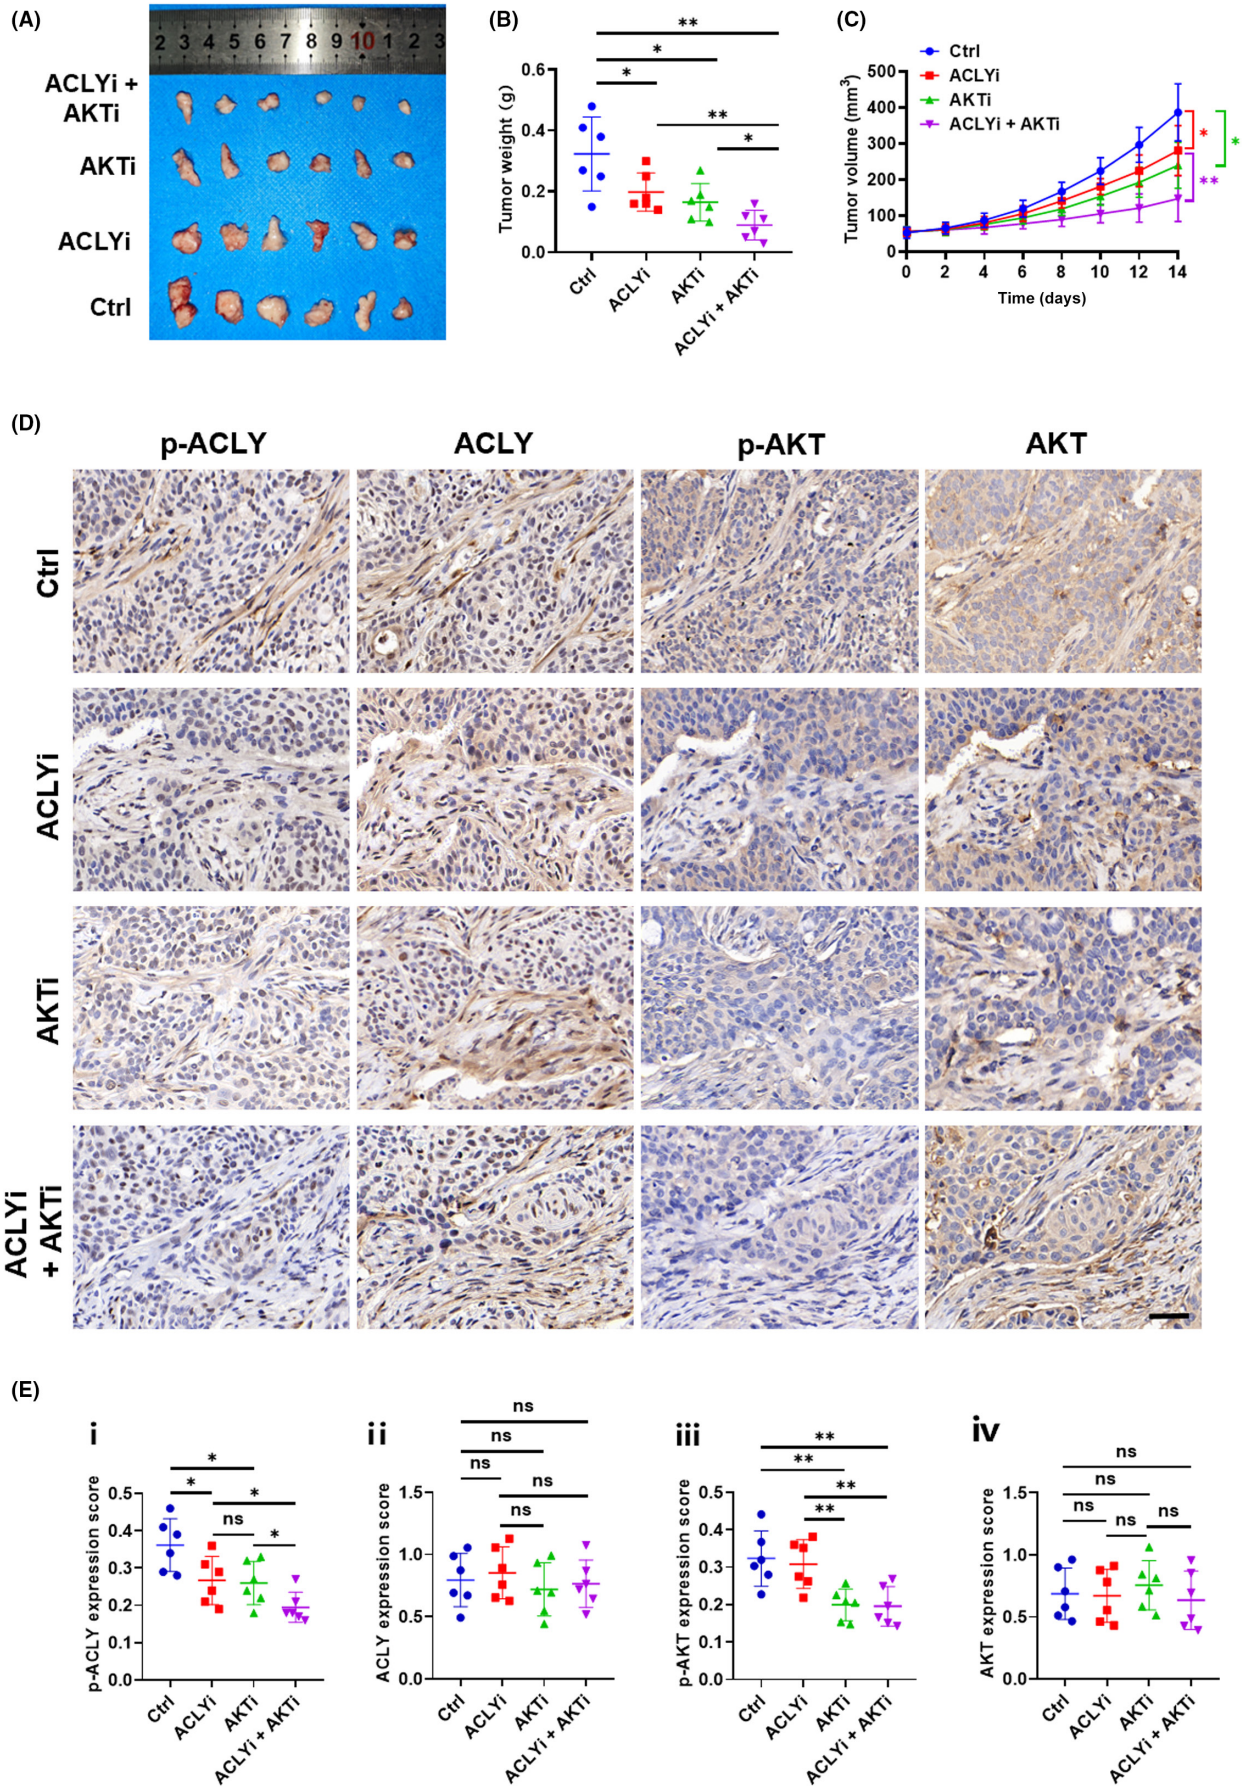 (A)
2 3 4 5 6 7 8 9 10 1 2 3
ACLYi +
AKTi
AKTi
ACLYi
Ctrl
(B)
**
*
*
**
*
Tumor weight (g)
0.6
0.4
0.2
0.0
Ctrl
ACLYi
AKTi
ACLYi + AKTi
(C)
Ctrl
ACLYi
AKTi
ACLYi + AKTi
Tumor volume (mm³)
500
400
300
200
100
0
0 2 4 6 8 10 12 14
Time (days)
*
*
**
(D)
p-ACLY ACLY p-AKT AKT
Ctrl
ACLYi
AKTi
ACLYi
+ AKTi
(E)
i
*
*
*
ns
*
p-ACLY expression score
0.5
0.4
0.3
0.2
0.1
0.0
Ctrl
ACLYi
AKTi
ACLYi + AKTi
ii
ns
ns
ns
ns
ns
ACLY expression score
1.5
1.0
0.5
0.0
Ctrl
ACLYi
AKTi
ACLYi + AKTi
iii
**
**
**
**
p-AKT expression score
0.5
0.4
0.3
0.2
0.1
0.0
Ctrl
ACLYi
AKTi
ACLYi + AKTi
iv
ns
ns
ns
ns
ns
AKT expression score
1.5
1.0
0.5
0.0
Ctrl
ACLYi
AKTi
ACLYi + AKTi